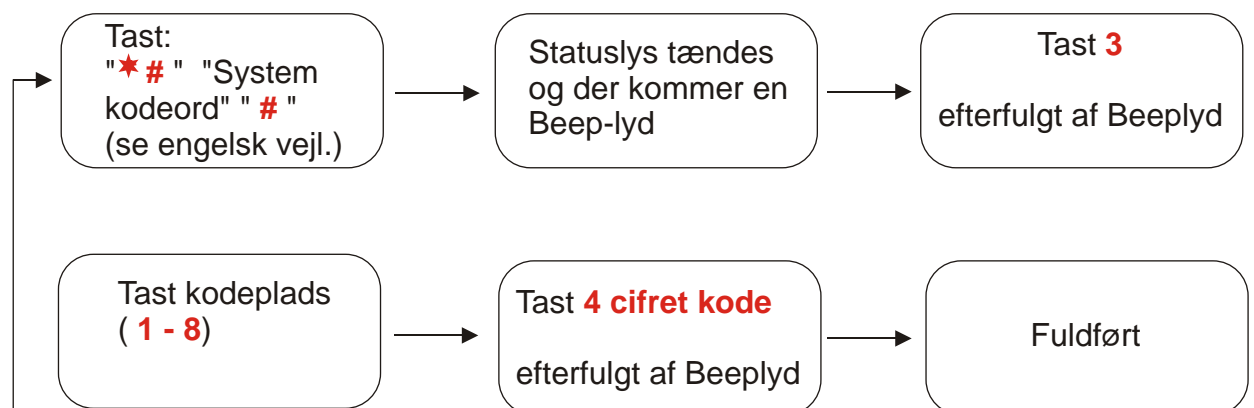 Tast:
"* # " "System
kodeord" " # "
(se engelsk vejl.)
Statuslys tændes
og der kommer en
Beep-lyd
Tast 3
efterfulgt af Beeplyd
Tast kodeplads
( 1 - 8)
Tast 4 cifret kode
efterfulgt af Beeplyd
Fuldført